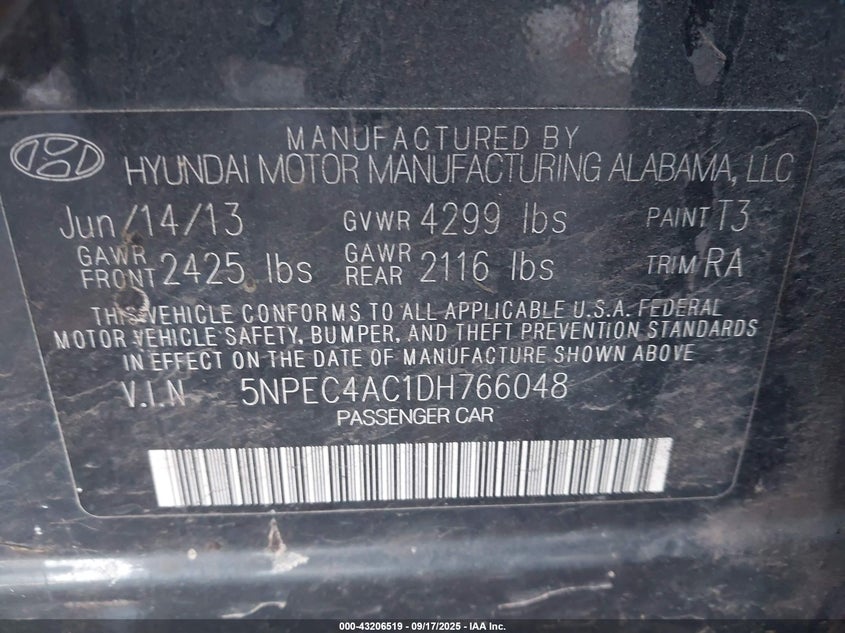 MANUFACTURED BY
HYUNDAI MOTOR MANUFACTURING ALABAMA, LLC
Jun/14/13 GVWR 4299 lbs PAINT T3
GAWR FRONT 2425 lbs GAWR REAR 2116 lbs TRIM RA
THIS VEHICLE CONFORMS TO ALL APPLICABLE U.S.A. FEDERAL
MOTOR VEHICLE SAFETY, BUMPER, AND THEFT PREVENTION STANDARDS
IN EFFECT ON THE DATE OF MANUFACTURE SHOWN ABOVE
V.I.N 5NPEC4AC1DH766048
PASSENGER CAR
000-43206519 - 09/17/2025 - IAA Inc.